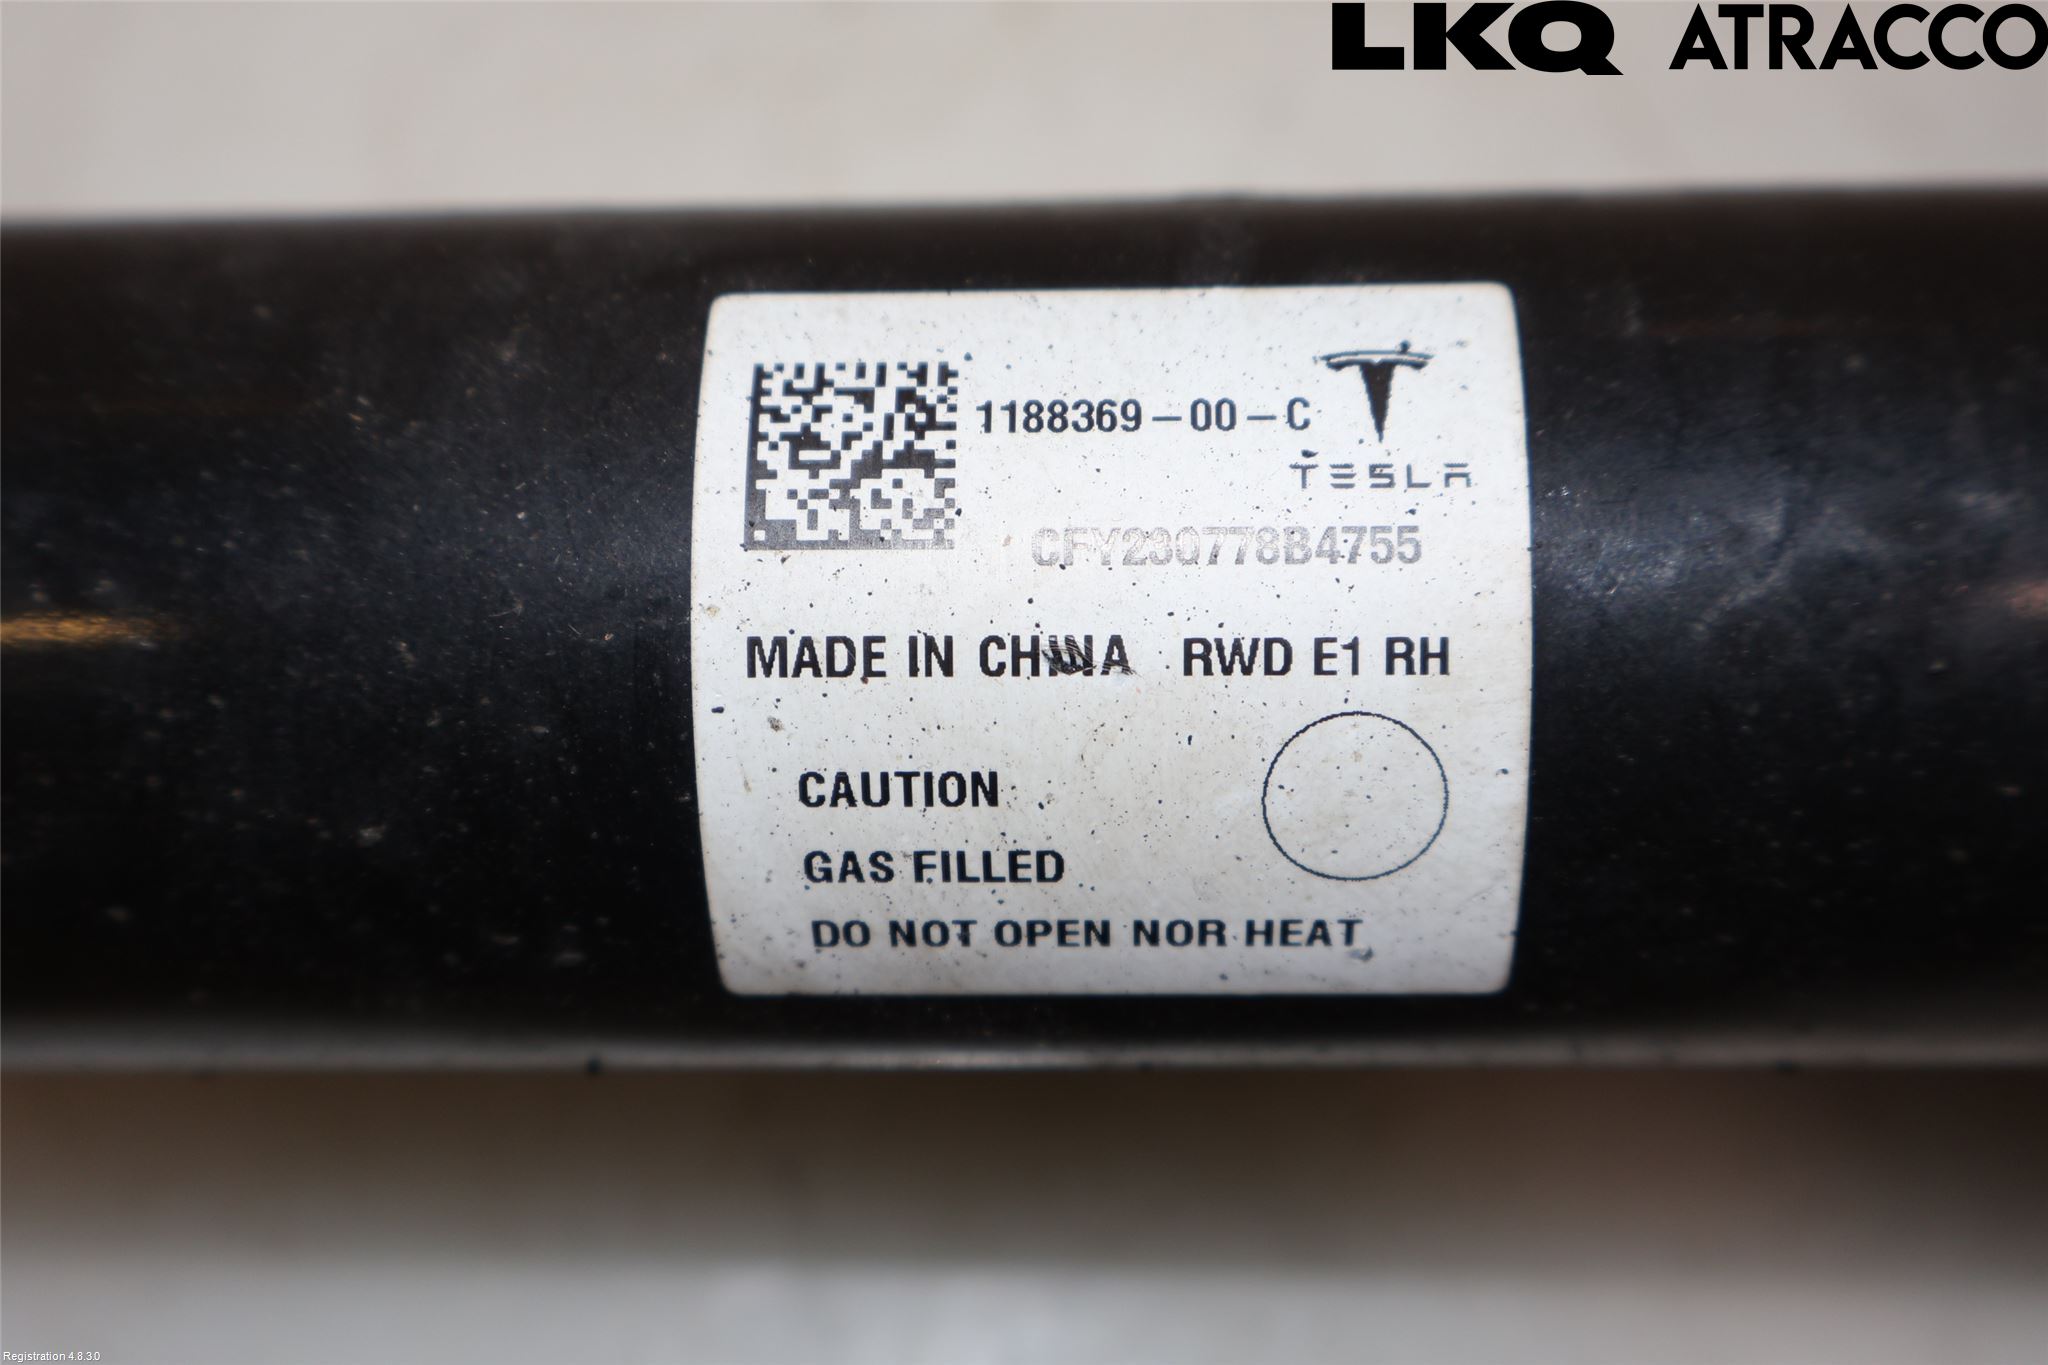 LKQ ATRACCO
1188369-00-C
TESLA
CFY230778B4755
MADE IN CHINA RWD E1 RH
CAUTION
GAS FILLED
DO NOT OPEN NOR HEAT
Registration 4.8.3.0